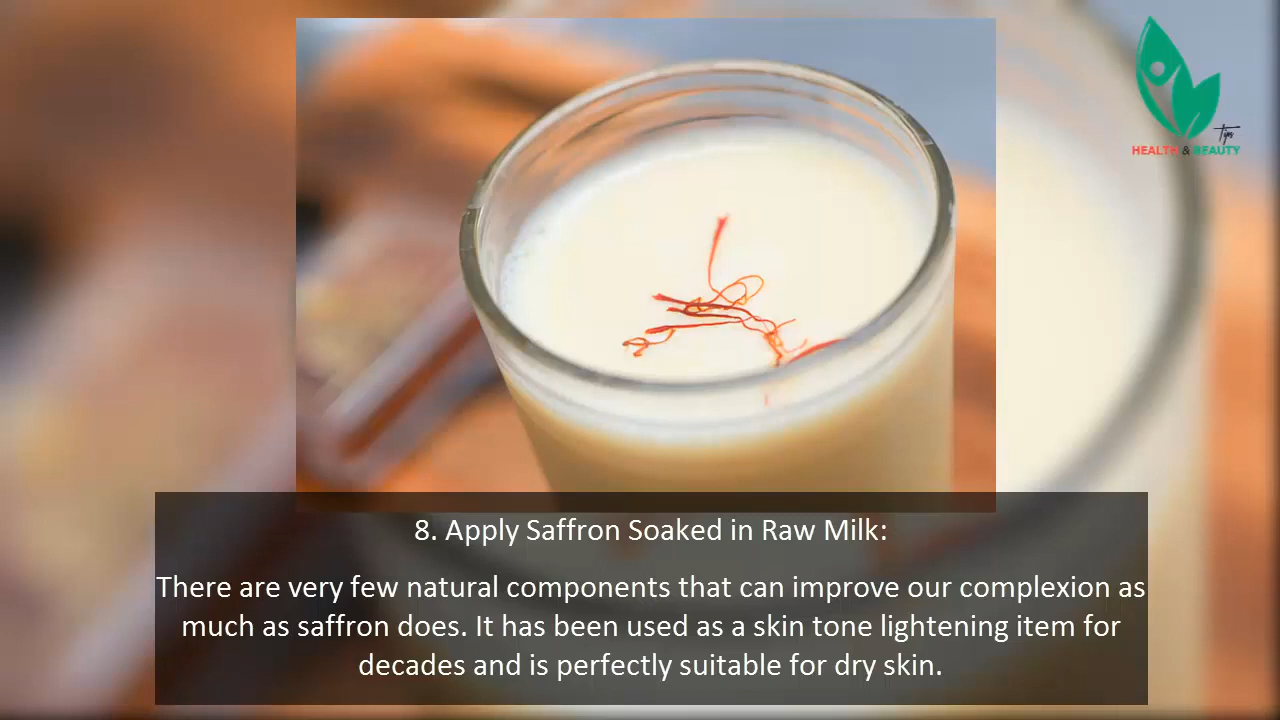 Tips
HEALTH & BEAUTY
8. Apply Saffron Soaked in Raw Milk:
There are very few natural components that can improve our complexion as
much as saffron does. It has been used as a skin tone lightening item for
decades and is perfectly suitable for dry skin.